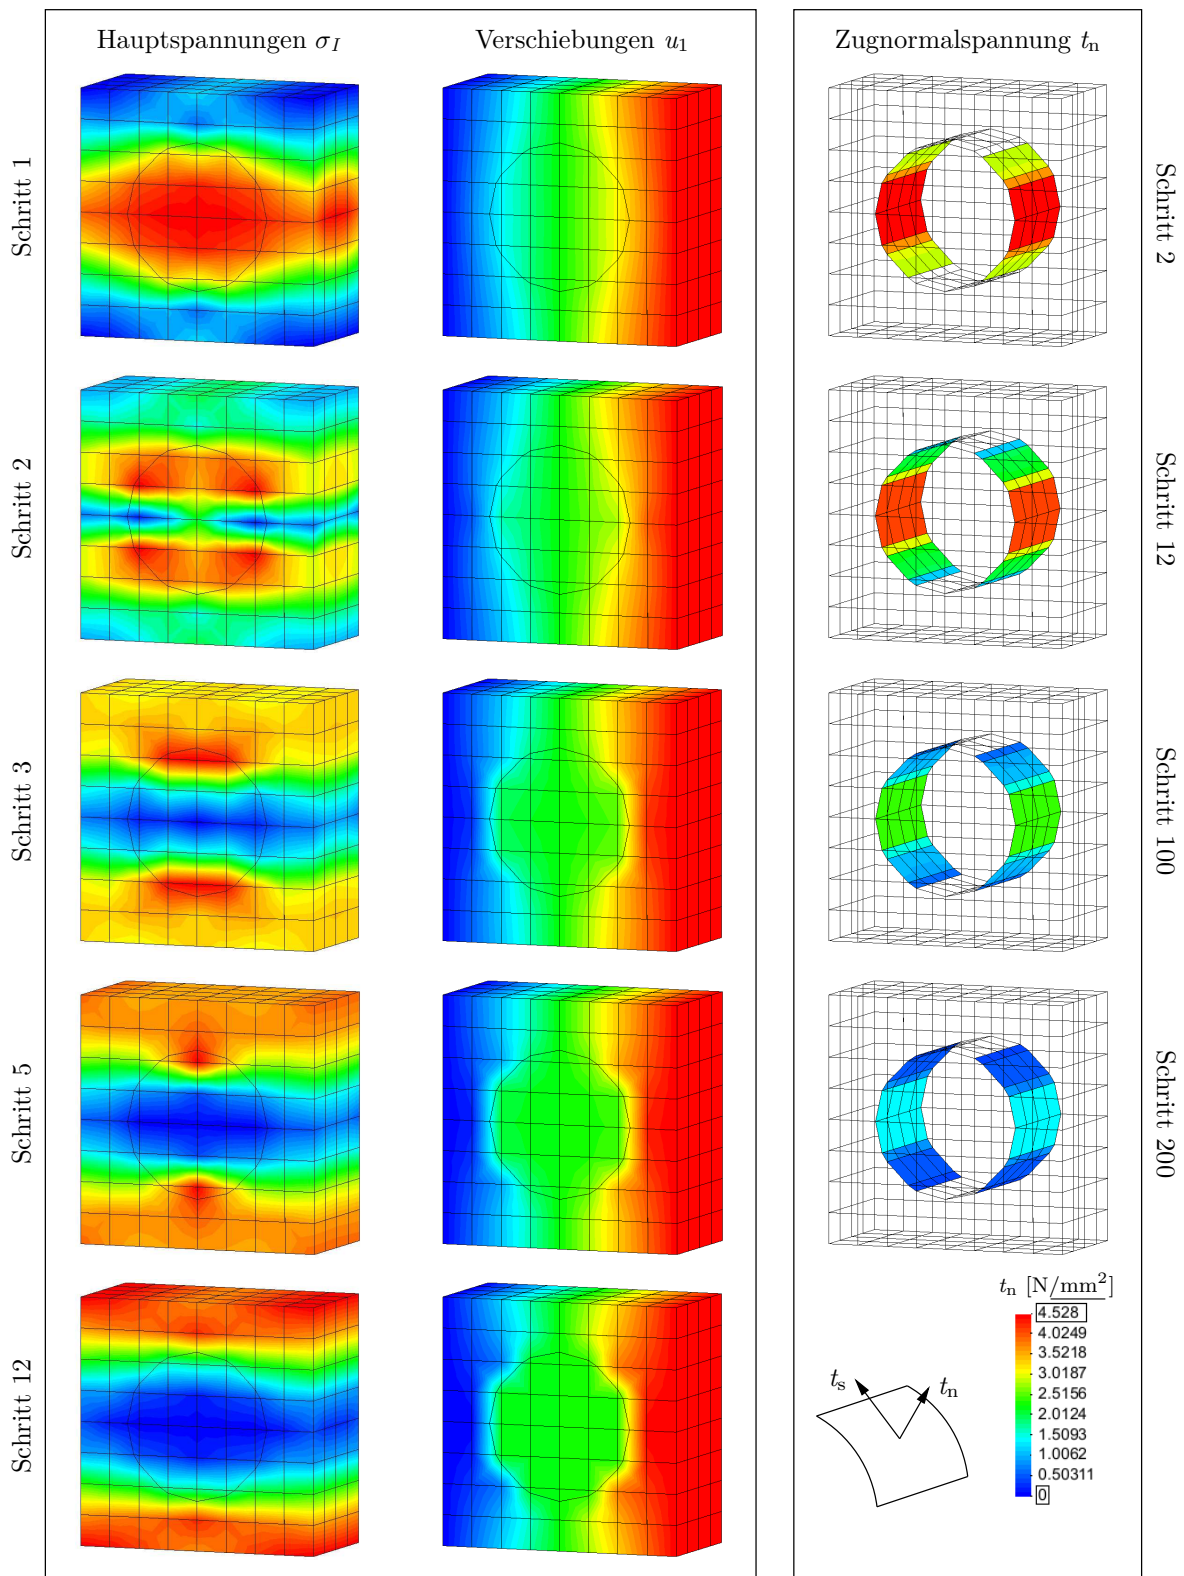 Hauptspannungen σ_I
Verschiebungen u_1
Zugnormalspannung t_n
Schritt 1
Schritt 2
Schritt 2
Schritt 12
Schritt 3
Schritt 100
Schritt 5
Schritt 200
Schritt 12
t_n [N/mm²]
4.528
4.0249
3.5218
3.0187
2.5156
2.0124
1.5093
1.0062
0.50311
0
t_s
t_n